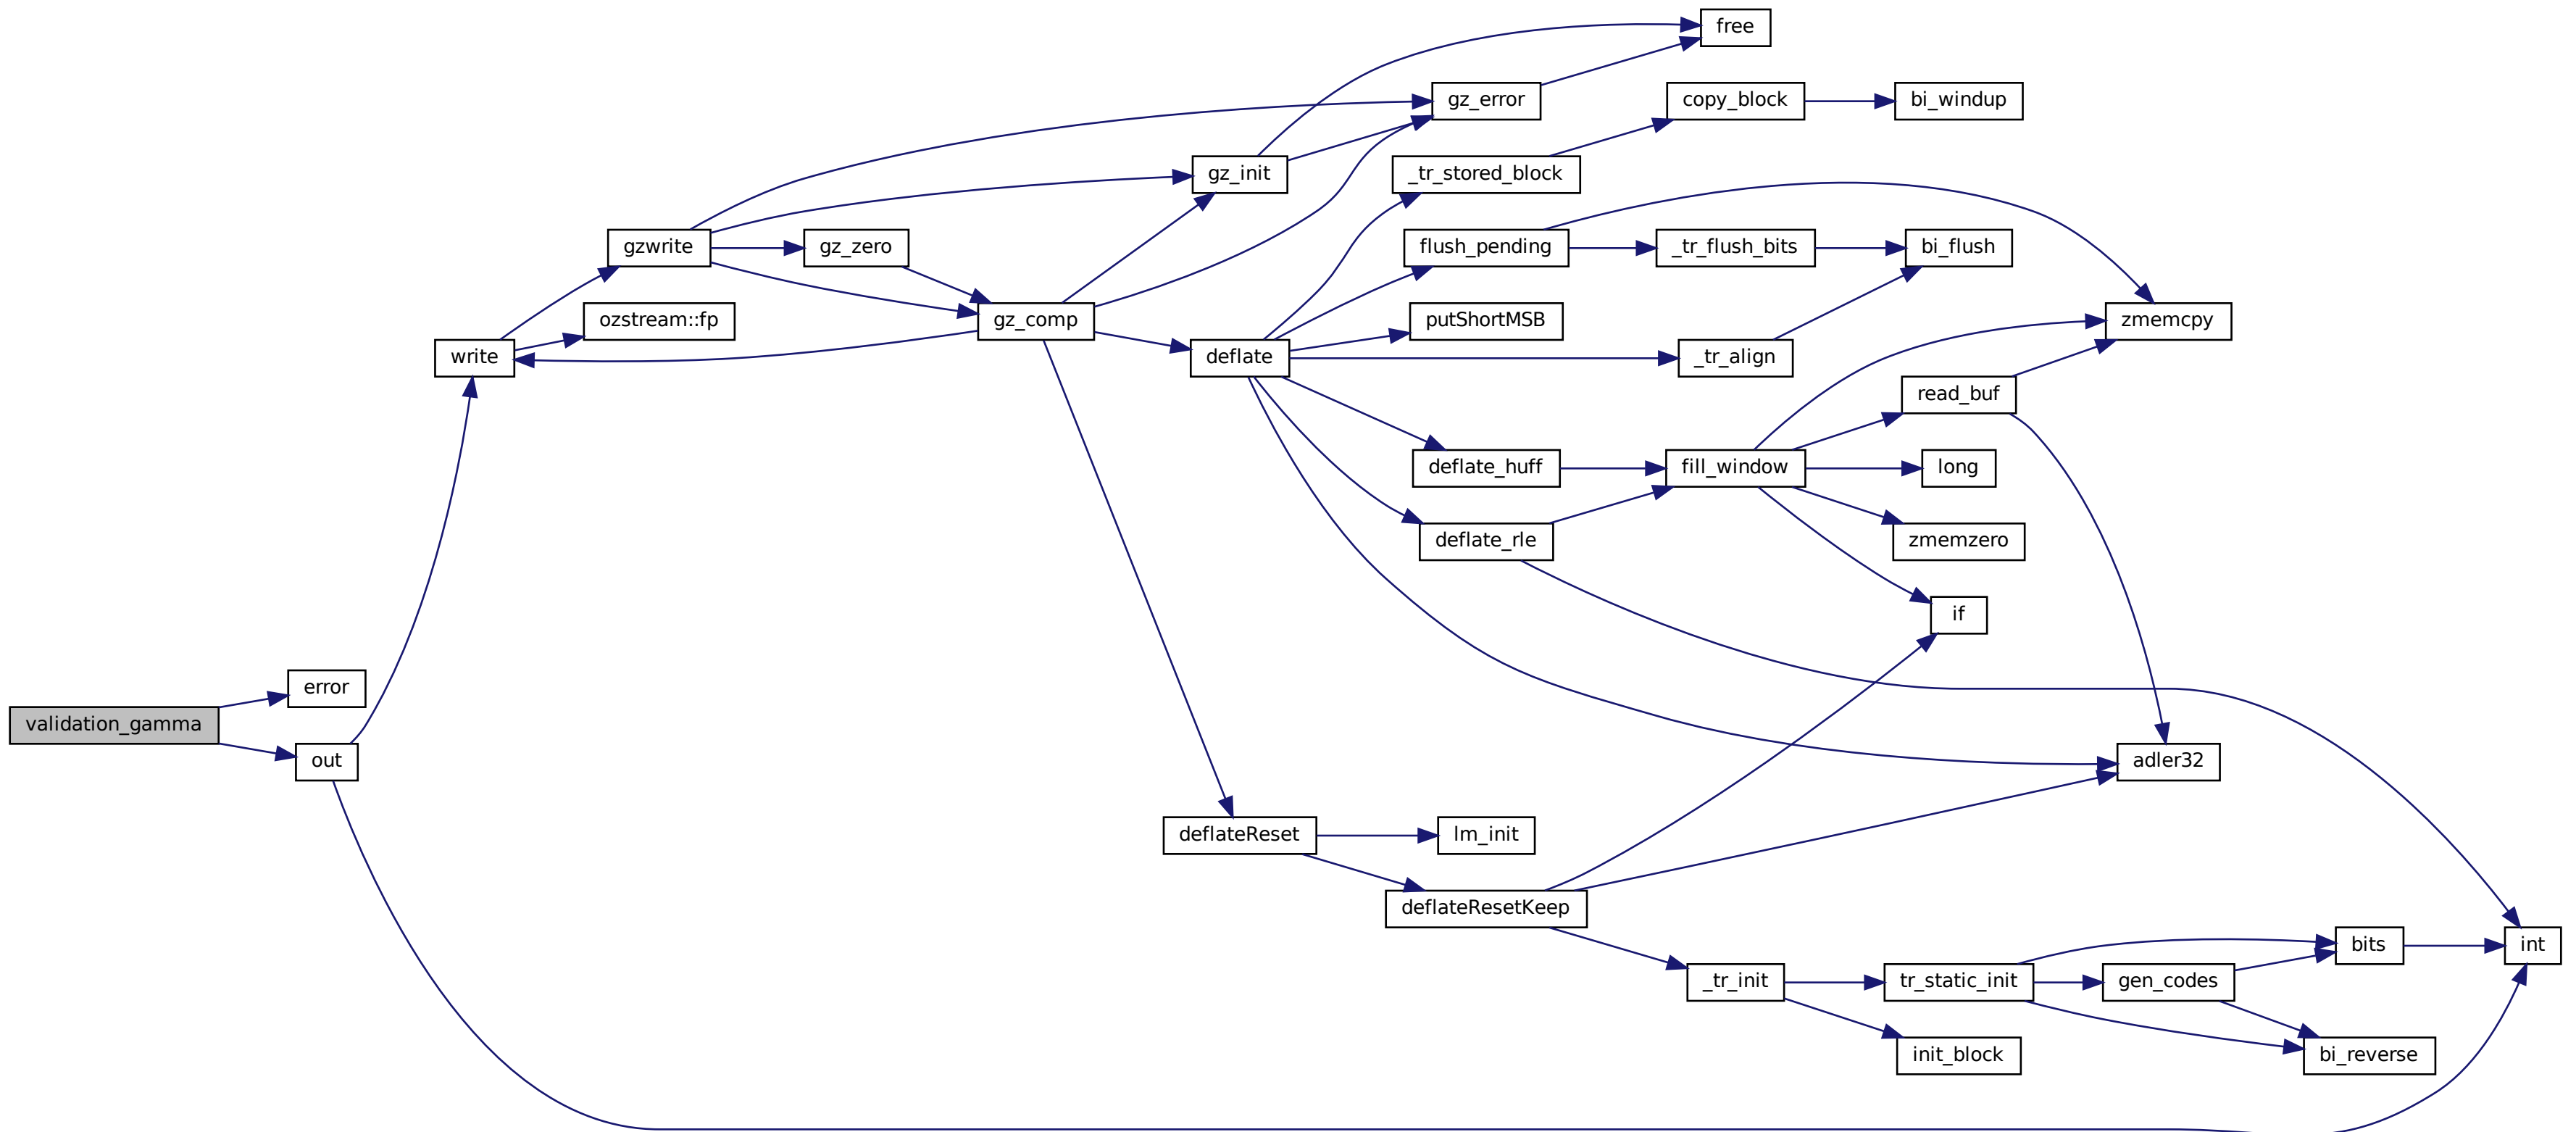 free
gz_error
copy_block
bi_windup
gz_init
_tr_stored_block
gzwrite
gz_zero
flush_pending
_tr_flush_bits
bi_flush
ozstream::fp
gz_comp
putShortMSB
zmemcpy
write
deflate
_tr_align
read_buf
deflate_huff
fill_window
long
deflate_rle
zmemzero
if
error
validation_gamma
out
adler32
deflateReset
lm_init
deflateResetKeep
bits
int
_tr_init
tr_static_init
gen_codes
init_block
bi_reverse